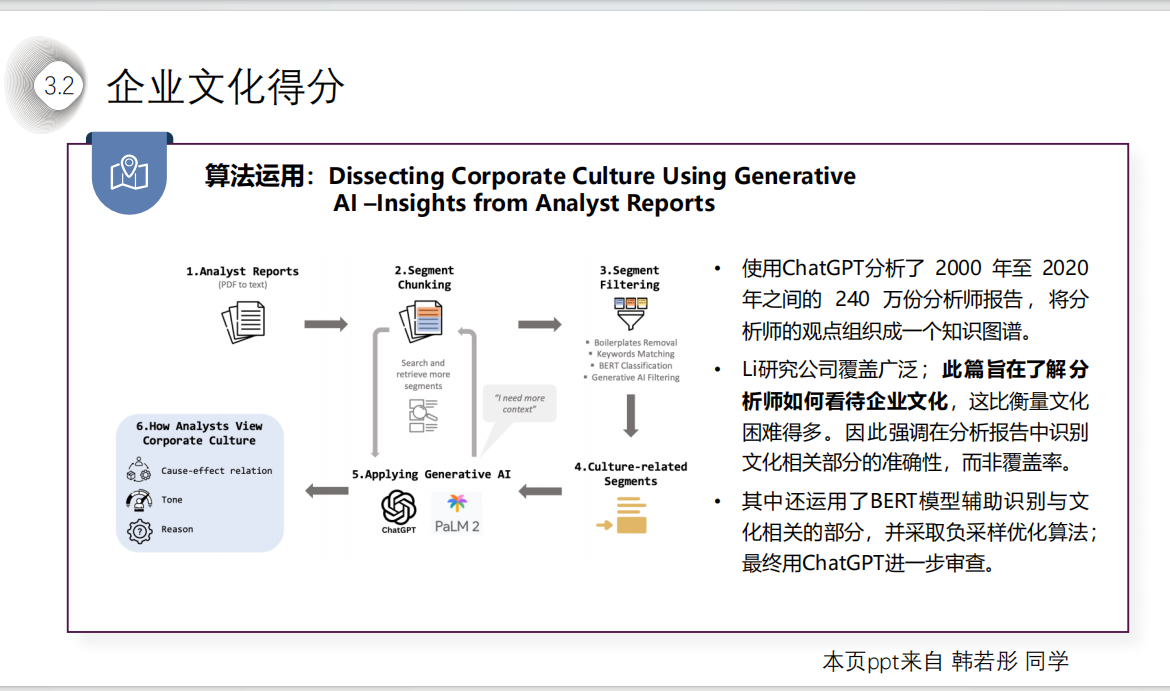 3.2
企业文化得分
算法运用：Dissecting Corporate Culture Using Generative
AI –Insights from Analyst Reports
1.Analyst Reports
(PDF to text)
2.Segment
Chunking
3.Segment
Filtering
• Boilerplates Removal
• Keywords Matching
• BERT Classification
• Generative AI Filtering
Search and
retrieve more
segments
"I need more
context"
4.Culture-related
Segments
5.Applying Generative AI
ChatGPT
PaLM 2
6.How Analysts View
Corporate Culture
Cause-effect relation
Tone
Reason
• 使用ChatGPT分析了 2000 年至 2020
年之间的 240 万份分析师报告，将分
析师的观点组织成一个知识图谱。
• Li研究公司覆盖广泛；此篇旨在了解分
析师如何看待企业文化，这比衡量文化
困难得多。因此强调在分析报告中识别
文化相关部分的准确性，而非覆盖率。
• 其中还运用了BERT模型辅助识别与文
化相关的部分，并采取负采样优化算法；
最终用ChatGPT进一步审查。
本页ppt来自 韩若彤 同学